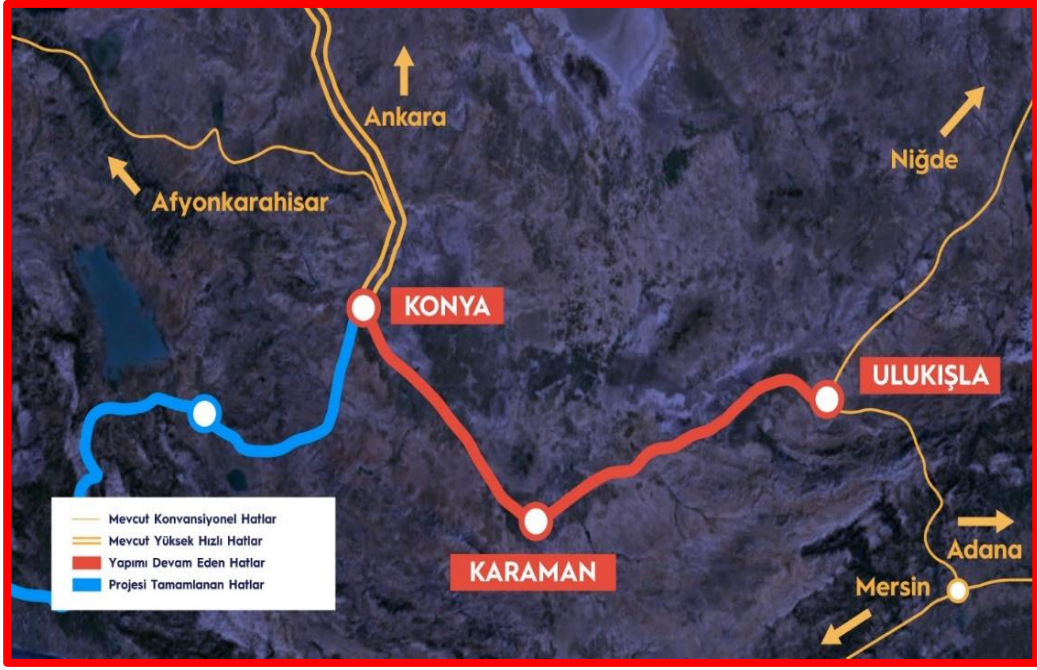 Ankara
Niğde
Afyonkarahisar
KONYA
ULUKIŞLA
Mevcut Konvansiyonel Hatlar
Mevcut Yüksek Hızlı Hatlar
Yapımı Devam Eden Hatlar
Projesi Tamamlanan Hatlar
KARAMAN
Adana
Mersin